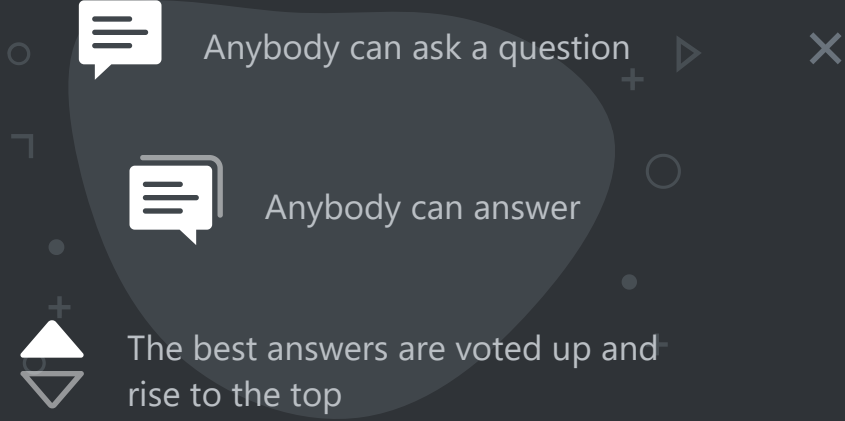 Anybody can ask a question
Anybody can answer
The best answers are voted up and
rise to the top